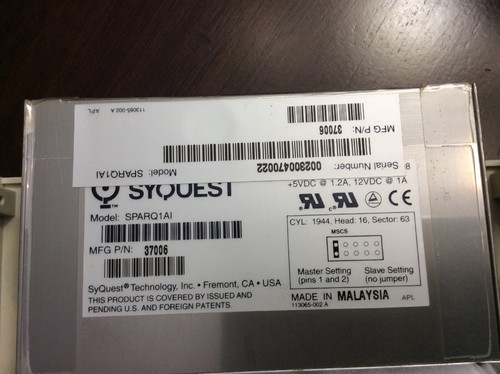 113065-002 A APL
MFG P/N: 37006
Model: SPARQ1AI
Serial Number: 002800470022
SYQUEST
Model: SPARQ1AI
MFG P/N: 37006
SyQuest® Technology, Inc. • Fremont, CA • USA
THIS PRODUCT IS COVERED BY ISSUED AND
PENDING U.S. AND FOREIGN PATENTS.
+5VDC @ 1.2A, 12VDC @ 1A
CYL: 1944, Head: 16, Sector: 63
MSCS
Master Setting
(pins 1 and 2)
Slave Setting
(no jumper)
MADE IN MALAYSIA APL
113065-002 A